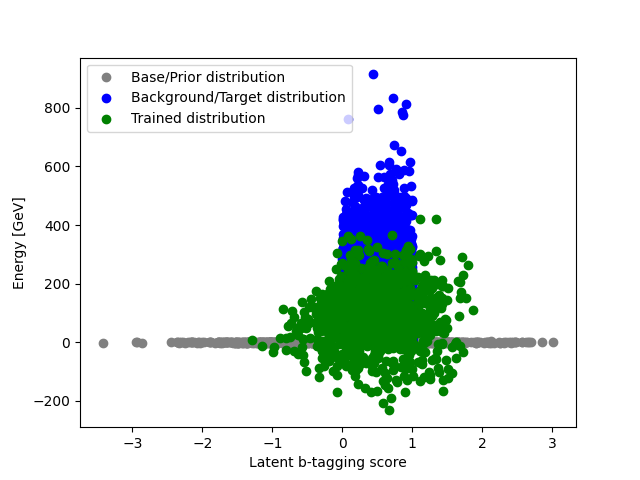 Base/Prior distribution
Background/Target distribution
Trained distribution
Energy [GeV]
800
600
400
200
0
−200
−3
−2
−1
0
1
2
3
Latent b-tagging score